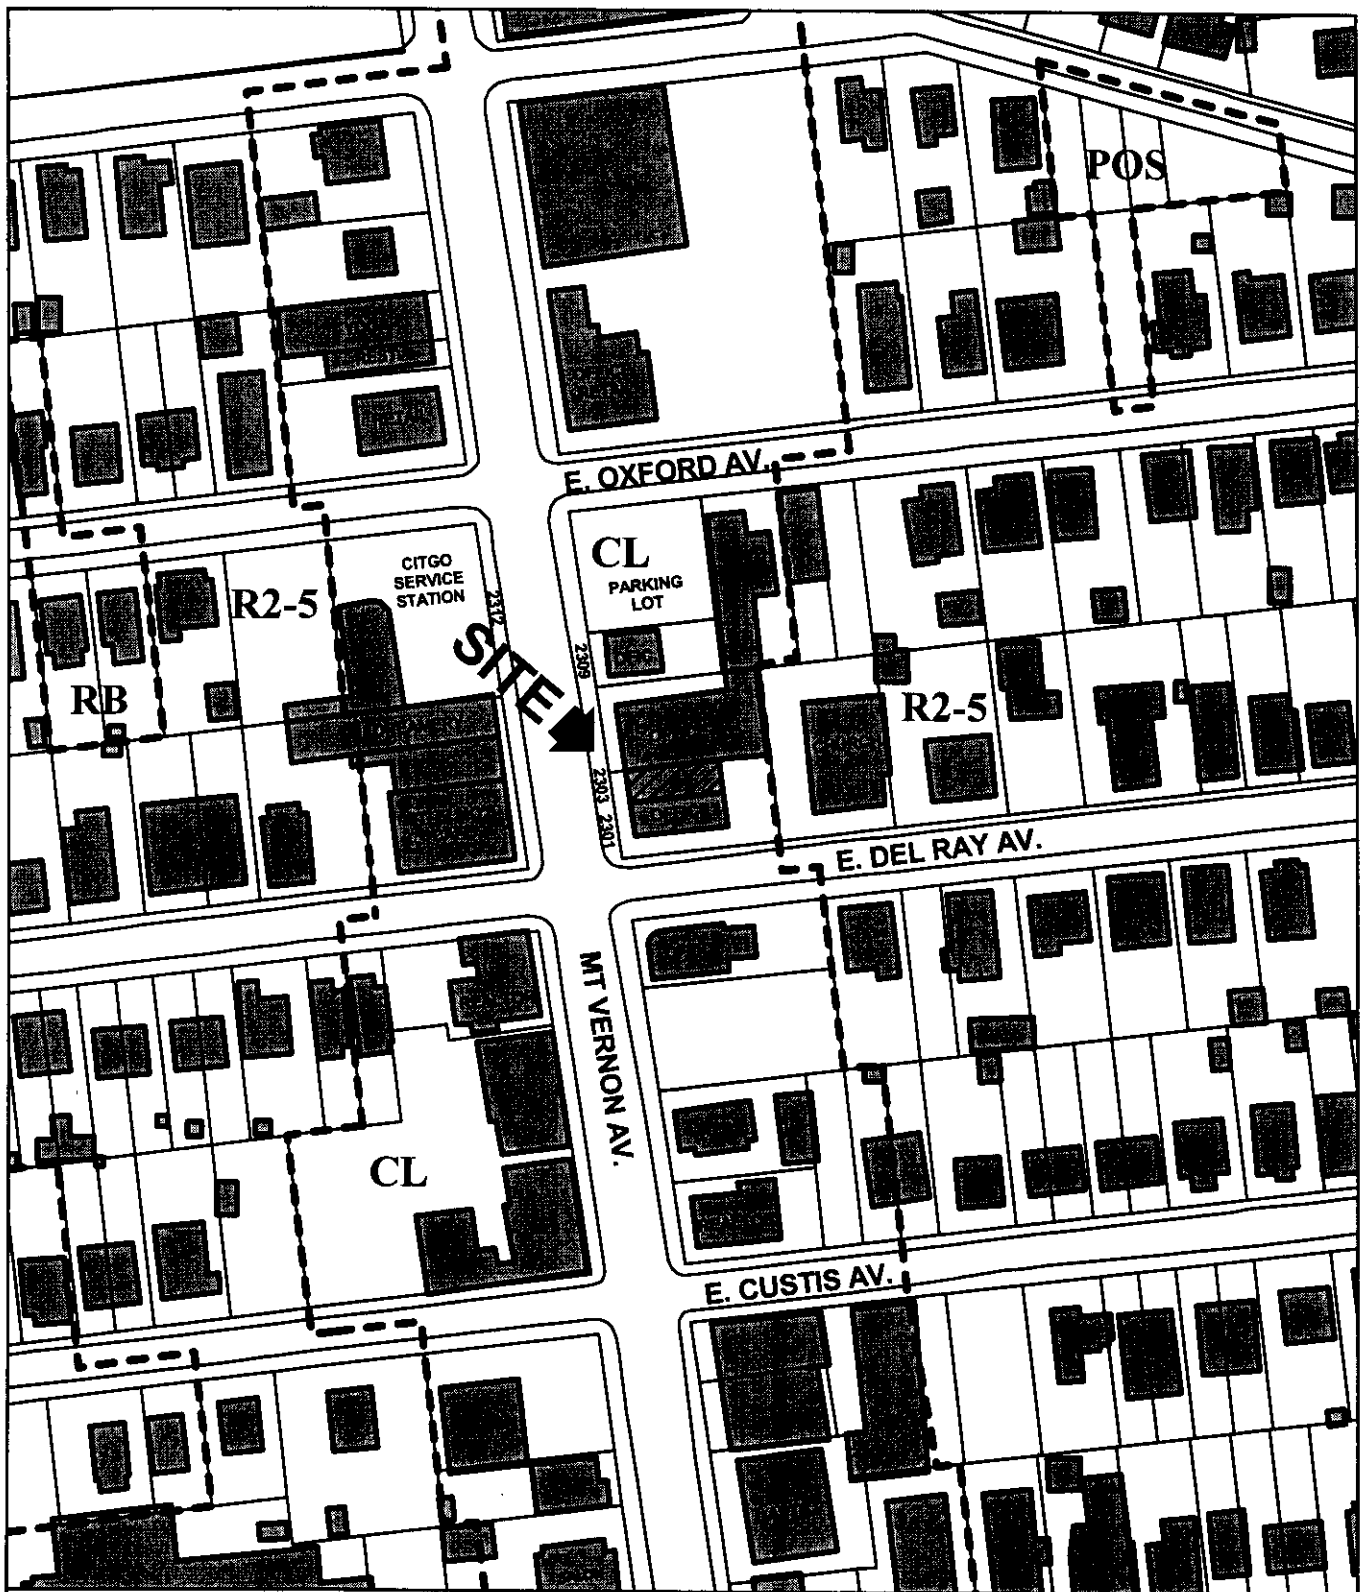 POS
E. OXFORD AV.
CL
PARKING
LOT
CITGO
SERVICE
STATION
R2-5
2312
SITE
2309
RB
R2-5
2303
2301
E. DEL RAY AV.
MT VERNON AV.
CL
E. CUSTIS AV.